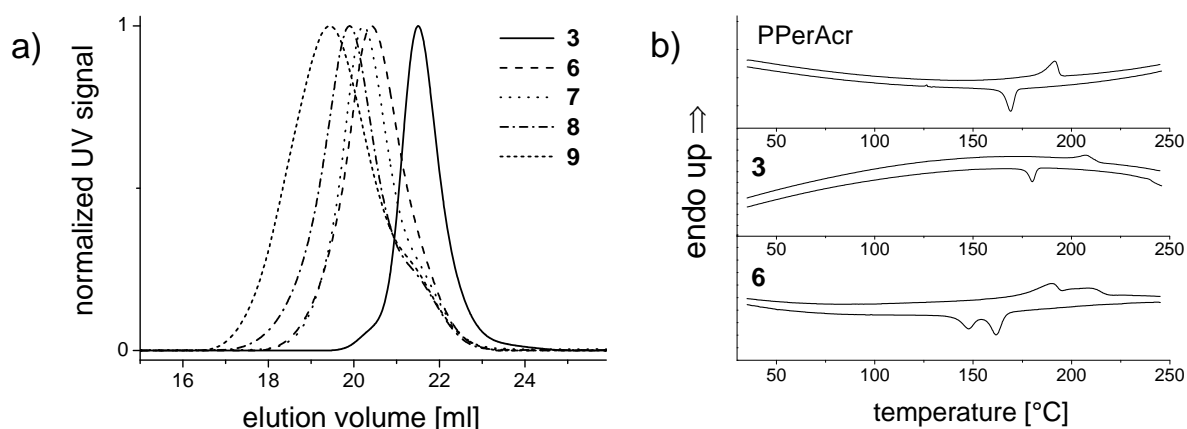 a)
normalized UV signal
1
0
16 18 20 22 24
elution volume [ml]
3
6
7
8
9
b)
endo up ⇒
PPerAcr
50 100 150 200 250
3
50 100 150 200 250
6
50 100 150 200 250
temperature [°C]